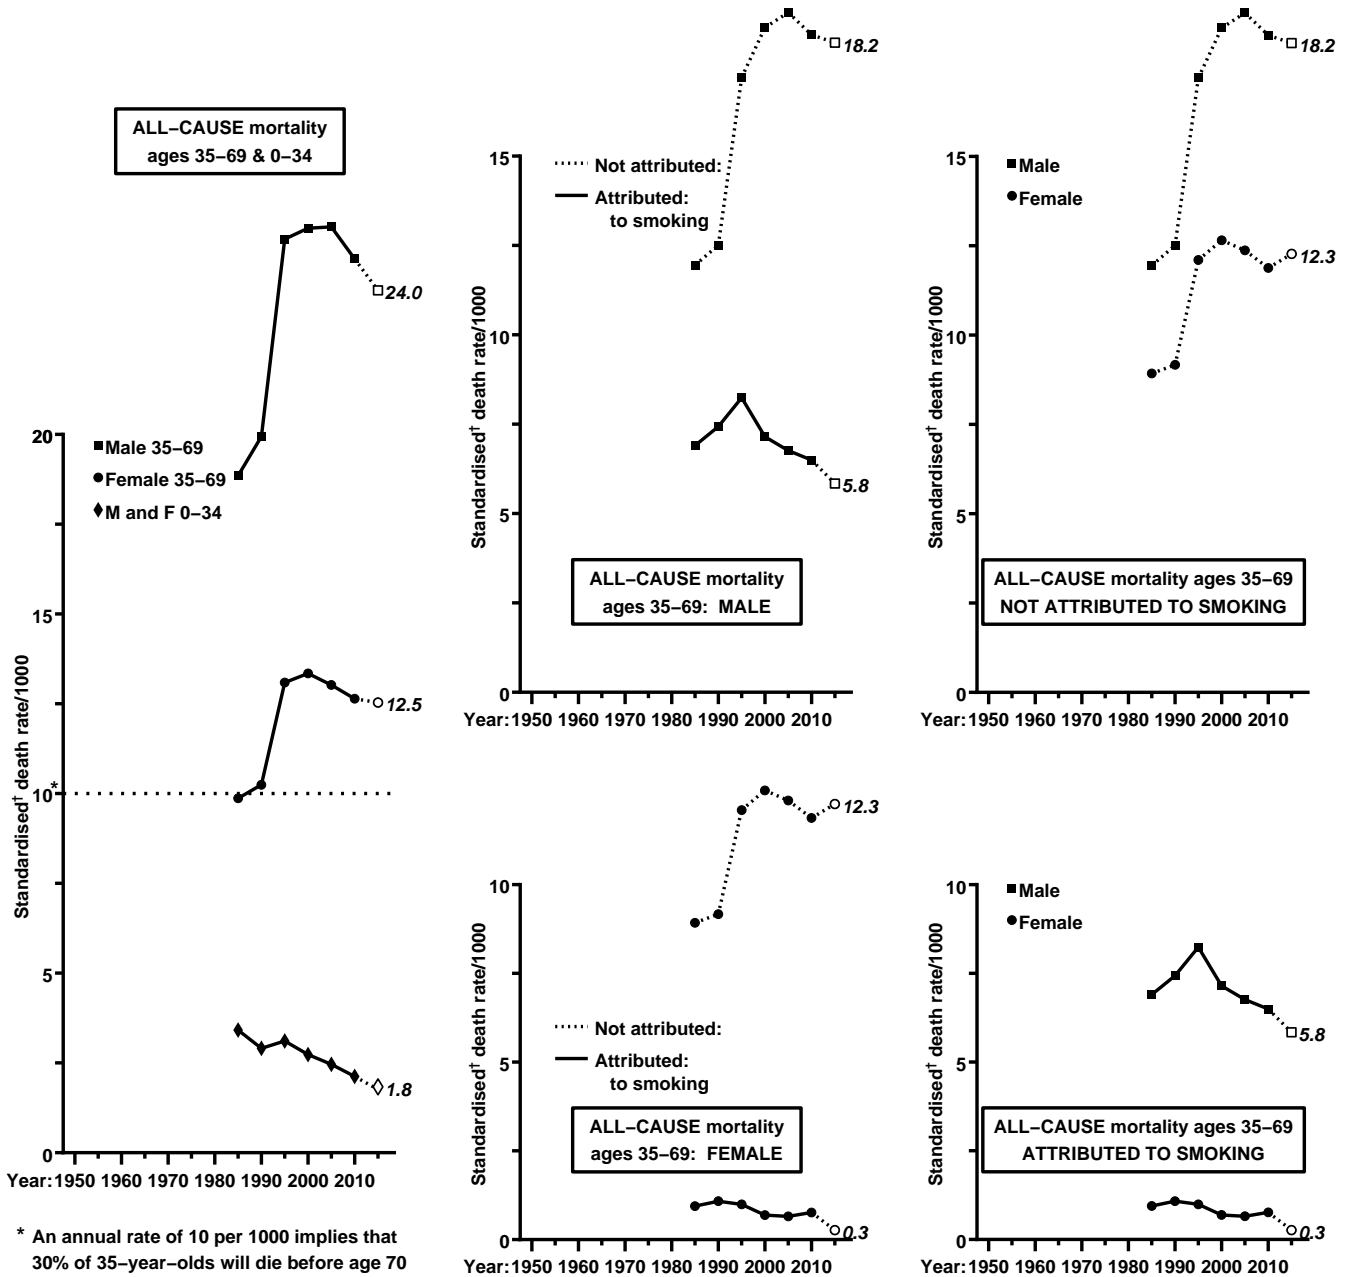 ALL–CAUSE mortality
ages 35–69 & 0–34
24.0
20
Male 35–69
Female 35–69
M and F 0–34
15
12.5
*
10
5
1.8
0
Standardised† death rate/1000
Year: 1950 1960 1970 1980 1990 2000 2010
* An annual rate of 10 per 1000 implies that
30% of 35–year–olds will die before age 70
18.2
15
Not attributed:
Attributed:
to smoking
10
5.8
5
ALL–CAUSE mortality
ages 35–69: MALE
0
Standardised† death rate/1000
Year: 1950 1960 1970 1980 1990 2000 2010
18.2
15
Male
Female
12.3
10
5
ALL–CAUSE mortality ages 35–69
NOT ATTRIBUTED TO SMOKING
0
Standardised† death rate/1000
Year: 1950 1960 1970 1980 1990 2000 2010
12.3
10
Not attributed:
Attributed:
to smoking
5
ALL–CAUSE mortality
ages 35–69: FEMALE
0.3
0
Standardised† death rate/1000
Year: 1950 1960 1970 1980 1990 2000 2010
10
Male
Female
5.8
5
ALL–CAUSE mortality ages 35–69
ATTRIBUTED TO SMOKING
0.3
0
Standardised† death rate/1000
Year: 1950 1960 1970 1980 1990 2000 2010